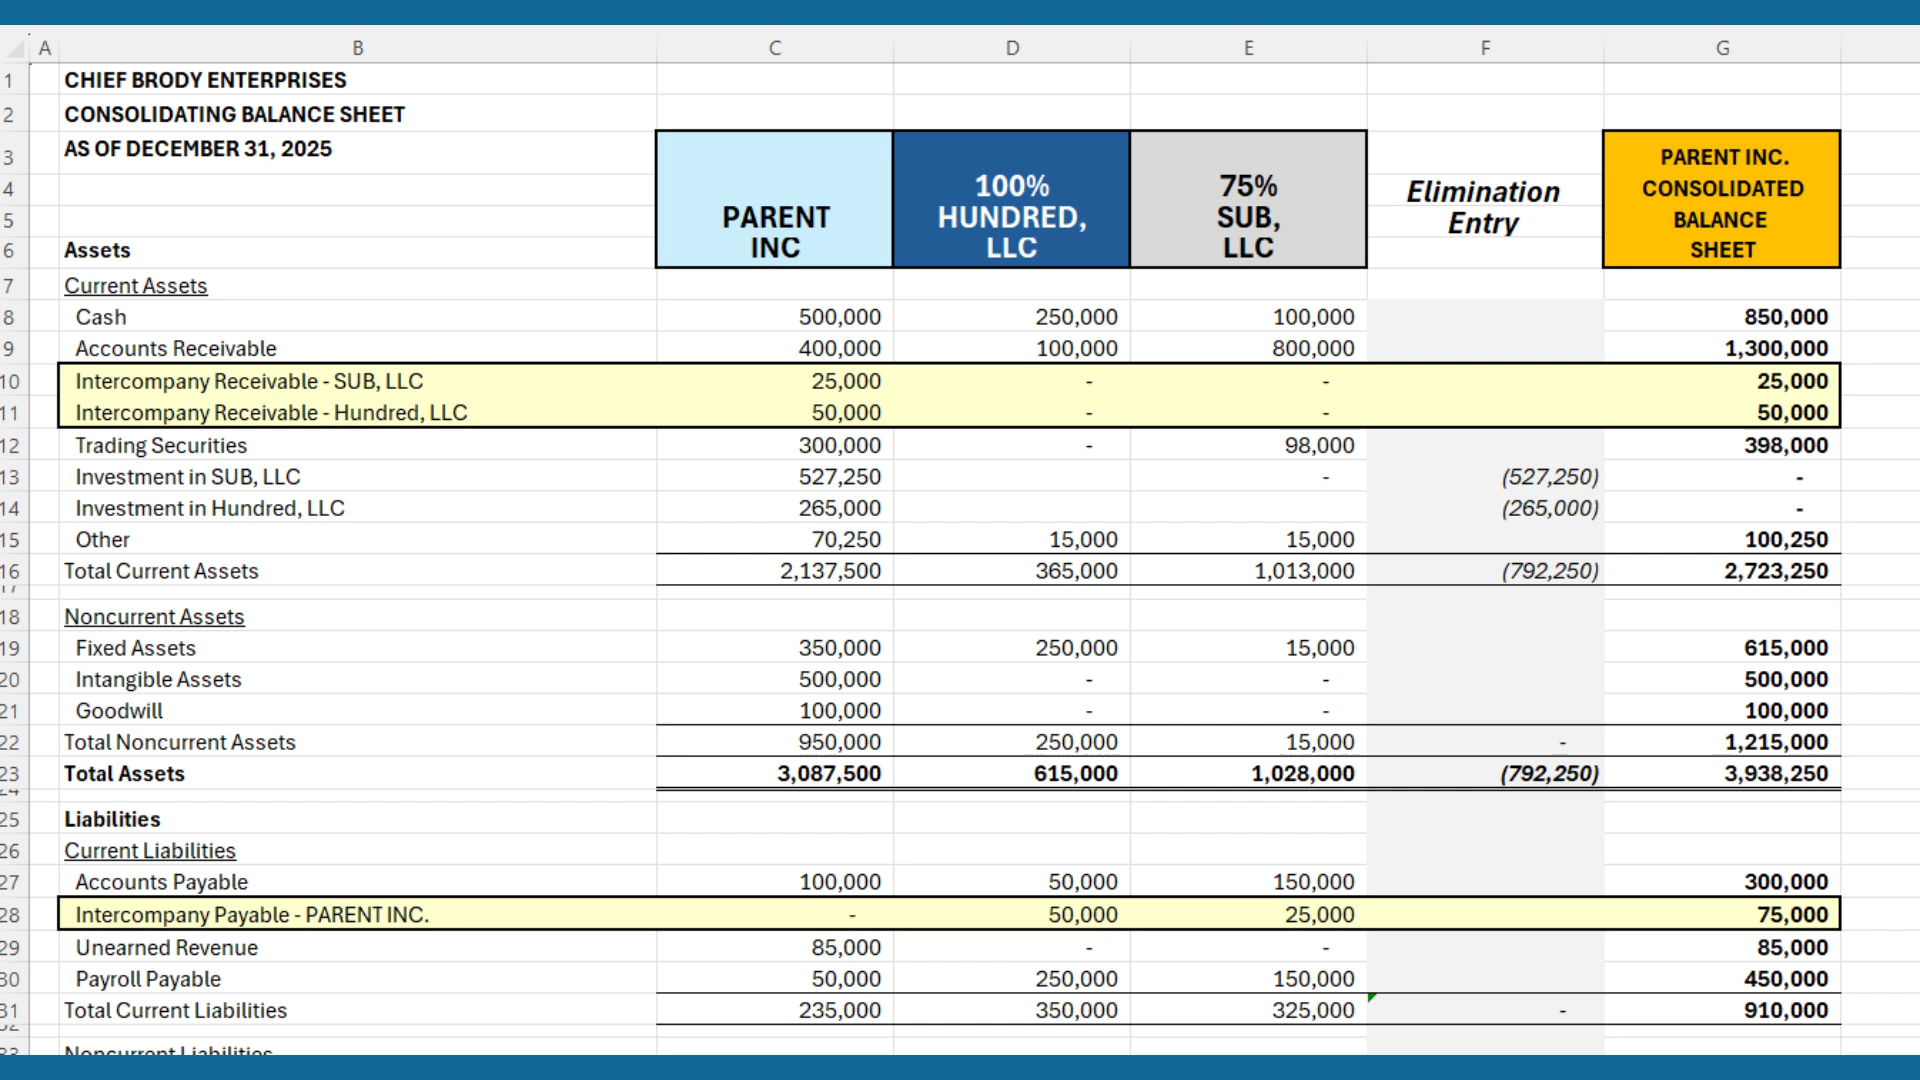 A B C D E F G
1 CHIEF BRODY ENTERPRISES
2 CONSOLIDATING BALANCE SHEET
3 AS OF DECEMBER 31, 2025 PARENT INC.
4 100% 75% Elimination CONSOLIDATED
5 PARENT HUNDRED, SUB, Entry BALANCE
6 Assets INC LLC LLC SHEET
7 Current Assets
8 Cash 500,000 250,000 100,000 850,000
9 Accounts Receivable 400,000 100,000 800,000 1,300,000
10 Intercompany Receivable - SUB, LLC 25,000 - - 25,000
11 Intercompany Receivable - Hundred, LLC 50,000 - - 50,000
12 Trading Securities 300,000 - 98,000 398,000
13 Investment in SUB, LLC 527,250 - (527,250) -
14 Investment in Hundred, LLC 265,000 (265,000) -
15 Other 70,250 15,000 15,000 100,250
16 Total Current Assets 2,137,500 365,000 1,013,000 (792,250) 2,723,250
17
18 Noncurrent Assets
19 Fixed Assets 350,000 250,000 15,000 615,000
20 Intangible Assets 500,000 - - 500,000
21 Goodwill 100,000 - - 100,000
22 Total Noncurrent Assets 950,000 250,000 15,000 - 1,215,000
23 Total Assets 3,087,500 615,000 1,028,000 (792,250) 3,938,250
24
25 Liabilities
26 Current Liabilities
27 Accounts Payable 100,000 50,000 150,000 300,000
28 Intercompany Payable - PARENT INC. - 50,000 25,000 75,000
29 Unearned Revenue 85,000 - - 85,000
30 Payroll Payable 50,000 250,000 150,000 450,000
31 Total Current Liabilities 235,000 350,000 325,000 - 910,000
32
33 Noncurrent Liabilities